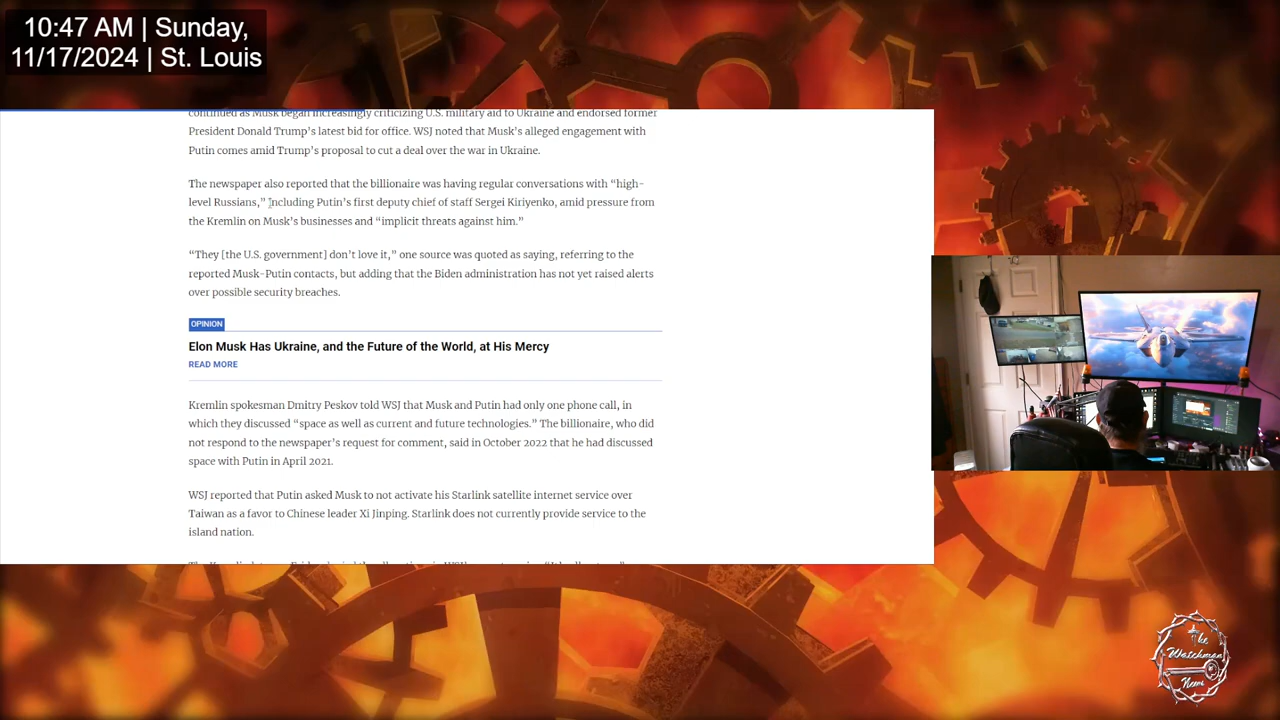 10:47 AM | Sunday,
11/17/2024 | St. Louis
continued as Musk began increasingly criticizing U.S. military aid to Ukraine and endorsed former
President Donald Trump’s latest bid for office. WSJ noted that Musk’s alleged engagement with
Putin comes amid Trump’s proposal to cut a deal over the war in Ukraine.
The newspaper also reported that the billionaire was having regular conversations with “high-
level Russians,” including Putin’s first deputy chief of staff Sergei Kiriyenko, amid pressure from
the Kremlin on Musk’s businesses and “implicit threats against him.”
“They [the U.S. government] don’t love it,” one source was quoted as saying, referring to the
reported Musk-Putin contacts, but adding that the Biden administration has not yet raised alerts
over possible security breaches.
OPINION
Elon Musk Has Ukraine, and the Future of the World, at His Mercy
READ MORE
Kremlin spokesman Dmitry Peskov told WSJ that Musk and Putin had only one phone call, in
which they discussed “space as well as current and future technologies.” The billionaire, who did
not respond to the newspaper’s request for comment, said in October 2022 that he had discussed
space with Putin in April 2021.
WSJ reported that Putin asked Musk to not activate his Starlink satellite internet service over
Taiwan as a favor to Chinese leader Xi Jinping. Starlink does not currently provide service to the
island nation.
The
Watchman
News